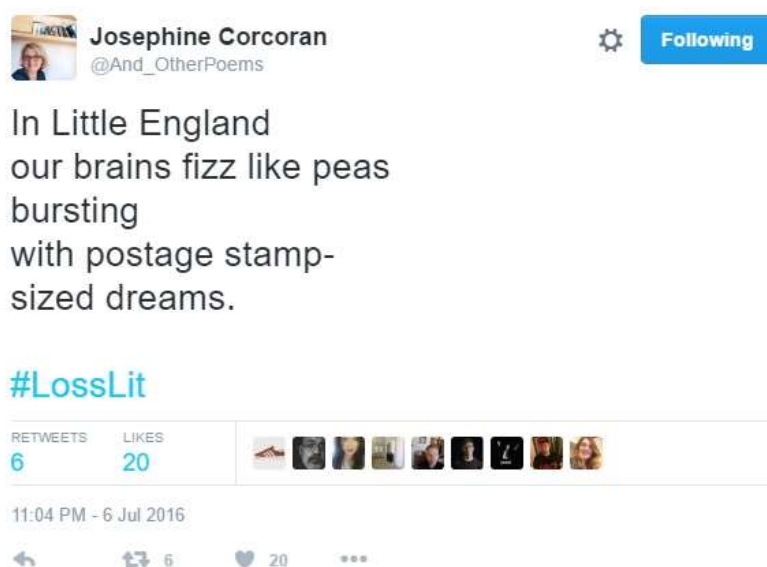 Josephine Corcoran
@And_OtherPoems
Following
In Little England
our brains fizz like peas
bursting
with postage stamp-
sized dreams.
#LossLit
RETWEETS LIKES
6 20
11:04 PM - 6 Jul 2016
6 20